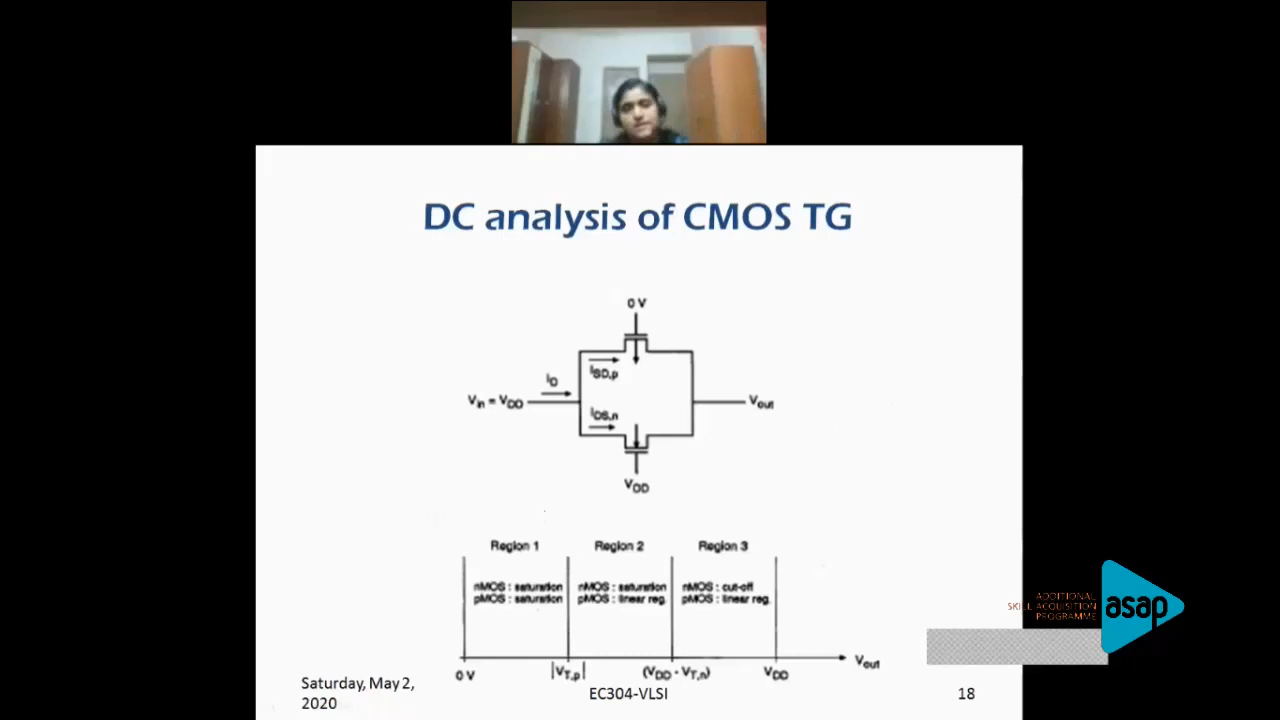 DC analysis of CMOS TG
0 V
I_SD,p
I_D
V_in = V_DD
V_out
I_DS,n
V_DD
Region 1
Region 2
Region 3
nMOS : saturation
pMOS : saturation
nMOS : saturation
pMOS : linear reg.
nMOS : cut-off
pMOS : linear reg.
0 V
|V_T,p|
(V_DD - V_T,n)
V_DD
V_out
ADDITIONAL
SKILL ACQUISITION
PROGRAMME
asap
Saturday, May 2,
2020
EC304-VLSI
18